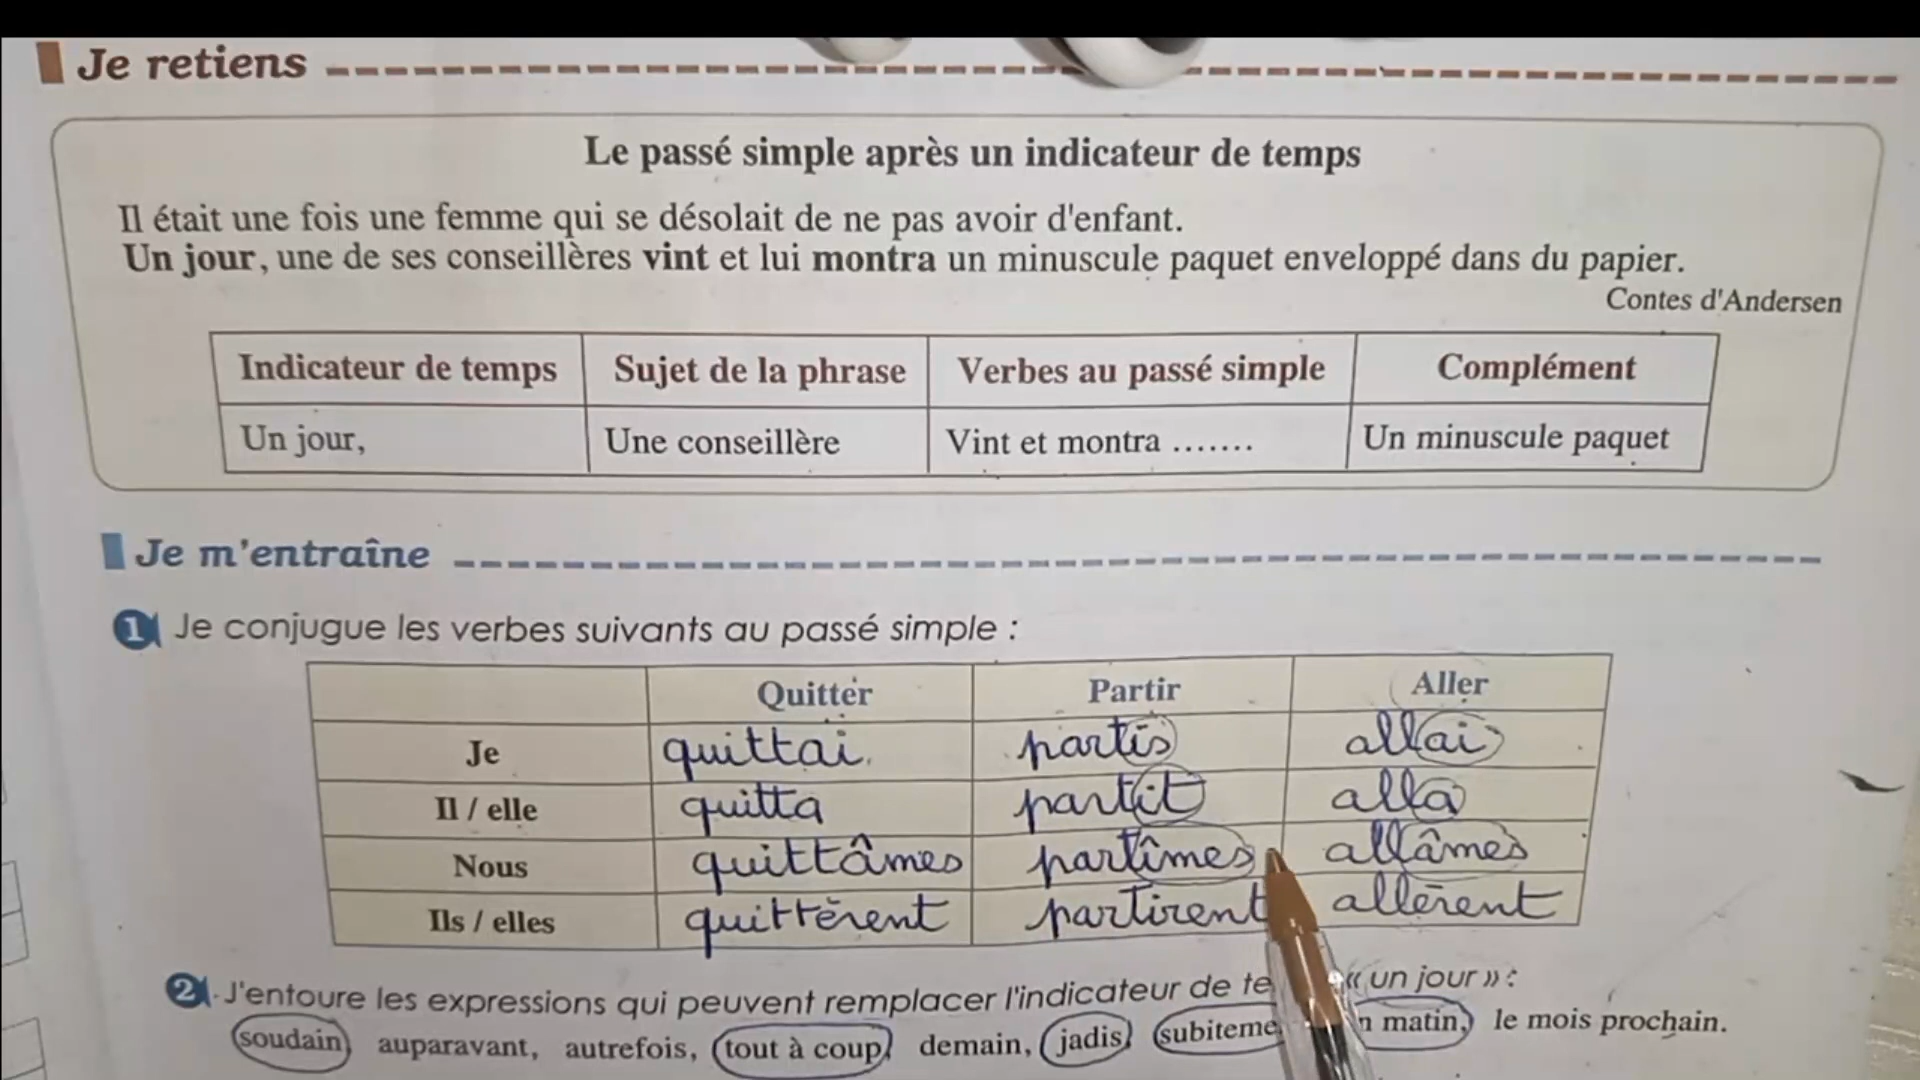 Je retiens
Le passé simple après un indicateur de temps
Il était une fois une femme qui se désolait de ne pas avoir d'enfant.
Un jour, une de ses conseillères vint et lui montra un minuscule paquet enveloppé dans du papier.
Contes d'Andersen
Indicateur de temps Sujet de la phrase Verbes au passé simple Complément
Un jour, Une conseillère Vint et montra ....... Un minuscule paquet
Je m'entraîne
1 Je conjugue les verbes suivants au passé simple :
Quitter Partir Aller
Je quittai partis allai
Il / elle quitta partit alla
Nous quittâmes partîmes allâmes
Ils / elles quittèrent partirent allèrent
2 J'entoure les expressions qui peuvent remplacer l'indicateur de « un jour » :
soudain, auparavant, autrefois, tout à coup, demain, jadis, matin, le mois prochain.